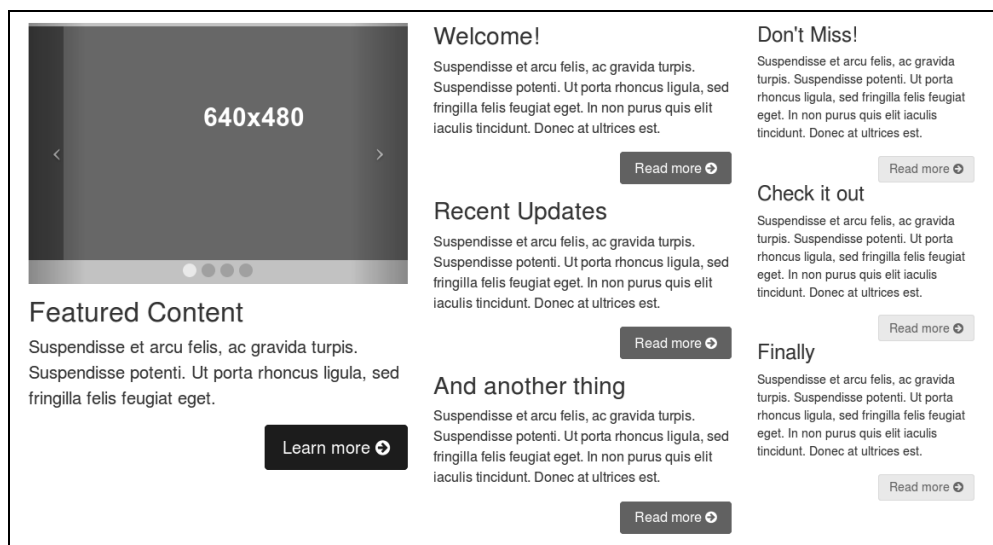 640x480
Featured Content
Suspendisse et arcu felis, ac gravida turpis.
Suspendisse potenti. Ut porta rhoncus ligula, sed
fringilla felis feugiat eget.
Learn more
Welcome!
Suspendisse et arcu felis, ac gravida turpis.
Suspendisse potenti. Ut porta rhoncus ligula, sed
fringilla felis feugiat eget. In non purus quis elit
iaculis tincidunt. Donec at ultrices est.
Read more
Recent Updates
Suspendisse et arcu felis, ac gravida turpis.
Suspendisse potenti. Ut porta rhoncus ligula, sed
fringilla felis feugiat eget. In non purus quis elit
iaculis tincidunt. Donec at ultrices est.
Read more
And another thing
Suspendisse et arcu felis, ac gravida turpis.
Suspendisse potenti. Ut porta rhoncus ligula, sed
fringilla felis feugiat eget. In non purus quis elit
iaculis tincidunt. Donec at ultrices est.
Read more
Don't Miss!
Suspendisse et arcu felis, ac gravida
turpis. Suspendisse potenti. Ut porta
rhoncus ligula, sed fringilla felis feugiat
eget. In non purus quis elit iaculis
tincidunt. Donec at ultrices est.
Read more
Check it out
Suspendisse et arcu felis, ac gravida
turpis. Suspendisse potenti. Ut porta
rhoncus ligula, sed fringilla felis feugiat
eget. In non purus quis elit iaculis
tincidunt. Donec at ultrices est.
Read more
Finally
Suspendisse et arcu felis, ac gravida
turpis. Suspendisse potenti. Ut porta
rhoncus ligula, sed fringilla felis feugiat
eget. In non purus quis elit iaculis
tincidunt. Donec at ultrices est.
Read more